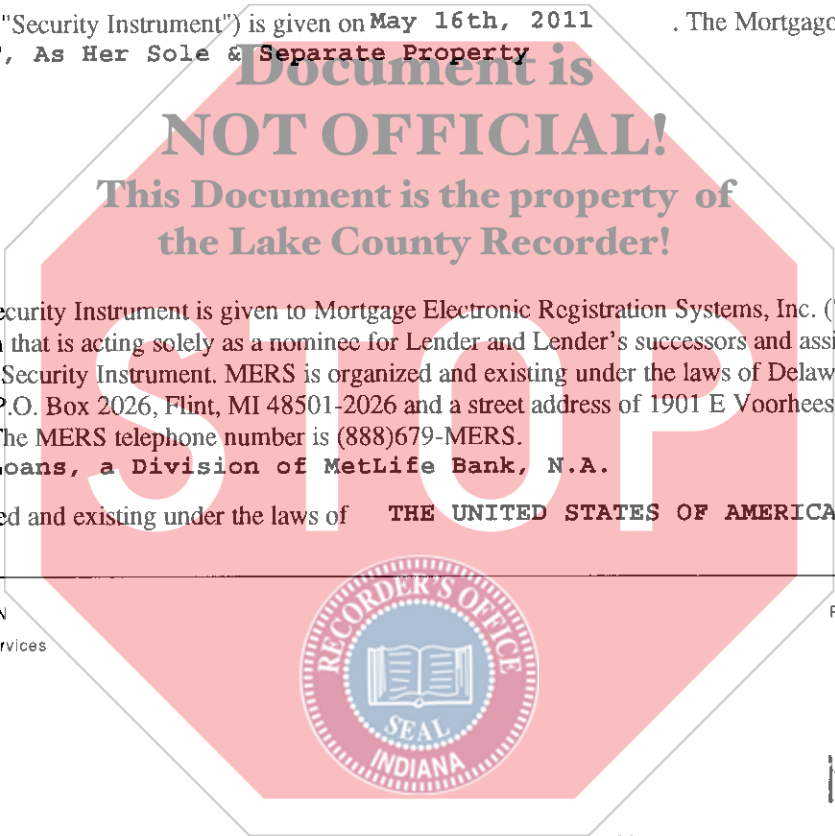 "Security Instrument") is given on May 16th, 2011 . The Mortgago
, As Her Sole & Separate Property
Document is
NOT OFFICIAL!
This Document is the property of
the Lake County Recorder!
ecurity Instrument is given to Mortgage Electronic Registration Systems, Inc. (
that is acting solely as a nominee for Lender and Lender's successors and assi
Security Instrument. MERS is organized and existing under the laws of Delaw
P.O. Box 2026, Flint, MI 48501-2026 and a street address of 1901 E Voorhees
he MERS telephone number is (888)679-MERS.
oans, a Division of MetLife Bank, N.A.
STOP
ed and existing under the laws of THE UNITED STATES OF AMERICA
N
rvices
RECORDER'S OFFICE
SEAL
INDIANA